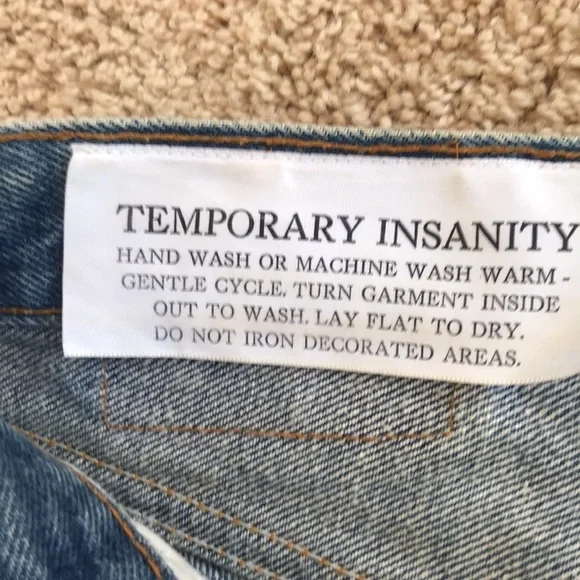 TEMPORARY INSANITY
HAND WASH OR MACHINE WASH WARM -
GENTLE CYCLE. TURN GARMENT INSIDE
OUT TO WASH. LAY FLAT TO DRY.
DO NOT IRON DECORATED AREAS.